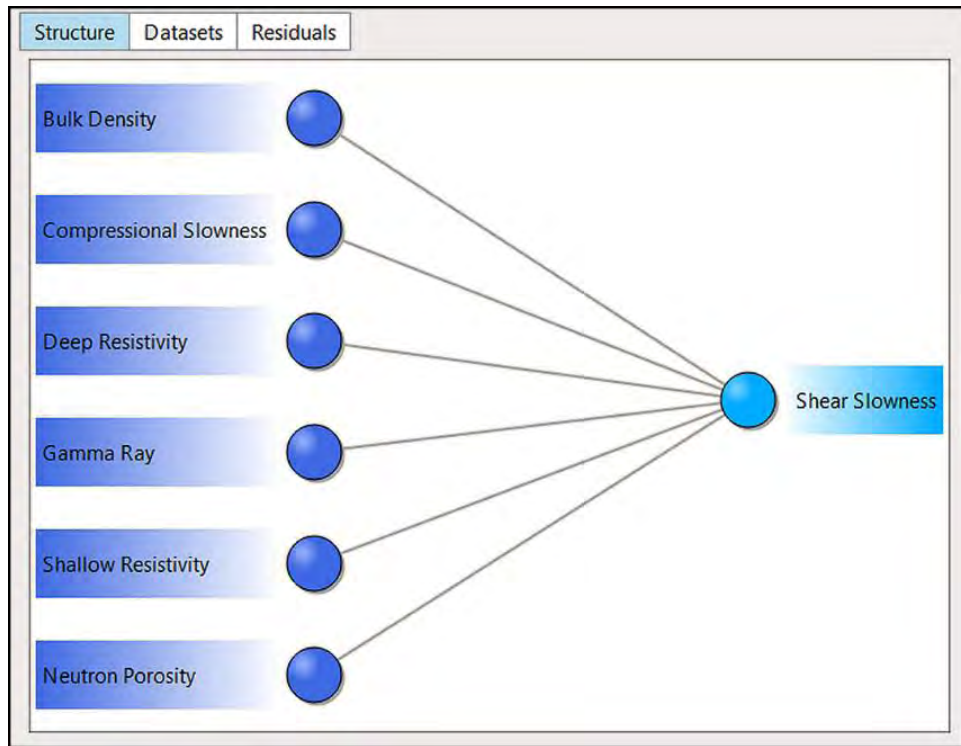 Structure
Datasets
Residuals
Bulk Density
Compressional Slowness
Deep Resistivity
Gamma Ray
Shear Slowness
Shallow Resistivity
Neutron Porosity